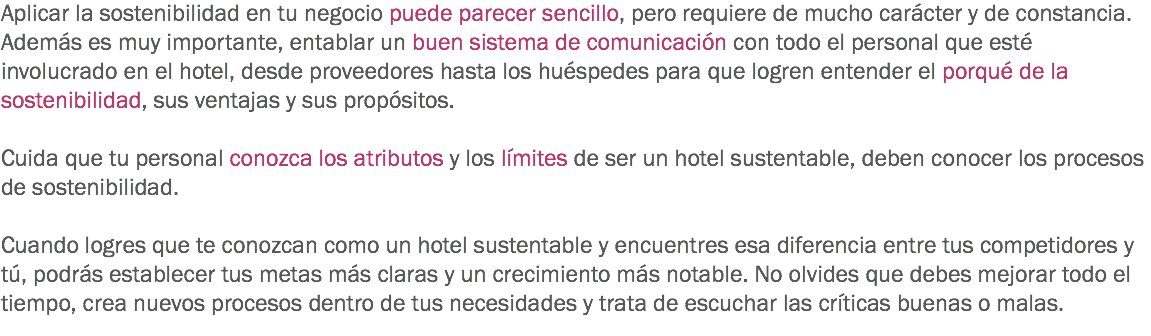 Aplicar la sostenibilidad en tu negocio puede parecer sencillo, pero requiere de mucho carácter y de constancia.
Además es muy importante, entablar un buen sistema de comunicación con todo el personal que esté
involucrado en el hotel, desde proveedores hasta los huéspedes para que logren entender el porqué de la
sostenibilidad, sus ventajas y sus propósitos.
Cuida que tu personal conozca los atributos y los límites de ser un hotel sustentable, deben conocer los procesos
de sostenibilidad.
Cuando logres que te conozcan como un hotel sustentable y encuentres esa diferencia entre tus competidores y
tú, podrás establecer tus metas más claras y un crecimiento más notable. No olvides que debes mejorar todo el
tiempo, crea nuevos procesos dentro de tus necesidades y trata de escuchar las críticas buenas o malas.